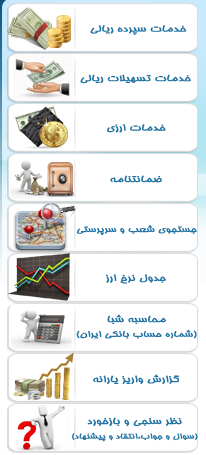 خدمات سپرده ریالی
خدمات تسهیلات ریالی
خدمات ارزی
ضمانتنامه
جستجوی شعب و سرپرستی
جدول نرخ ارز
محاسبه شبا
(شماره حساب بانکی ایران)
گزارش واریز یارانه
نظر سنجی و بازخورد
(سوال و جواب،انتقاد و پیشنهاد)